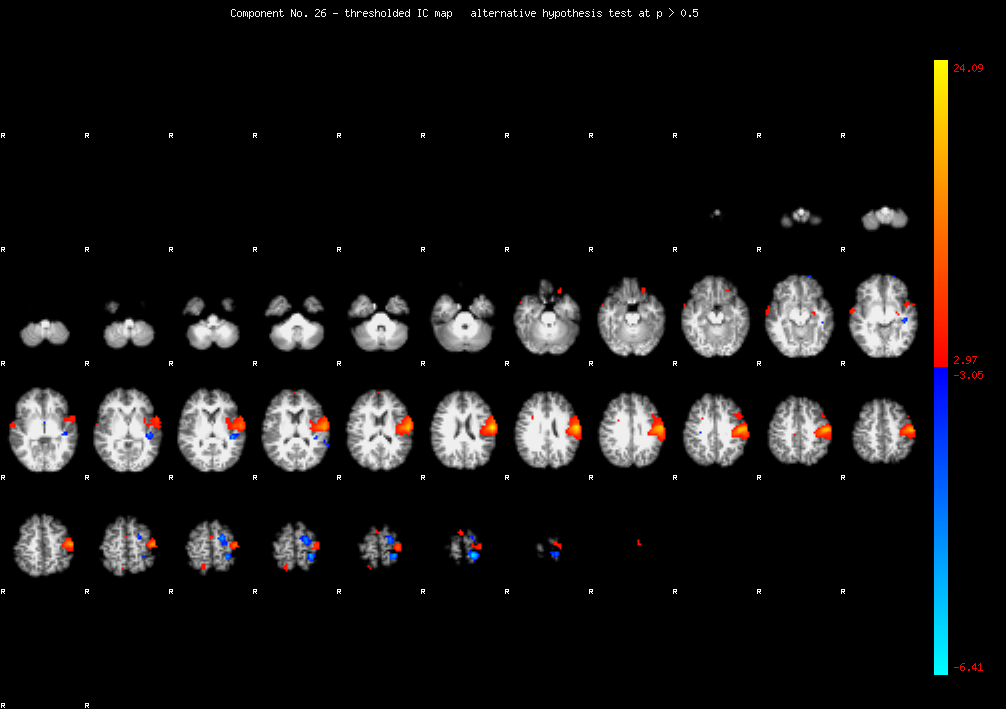 Component No. 26 - thresholded IC map   alternative hypothesis test at p > 0.5
24.09
R R R R R R R R R R R
R R R R R R R R R R R
R R R R R R R R R R R
2.97
-3.05
R R R R R R R R R R R
R R R R R R R R R R R
-6.41
R R